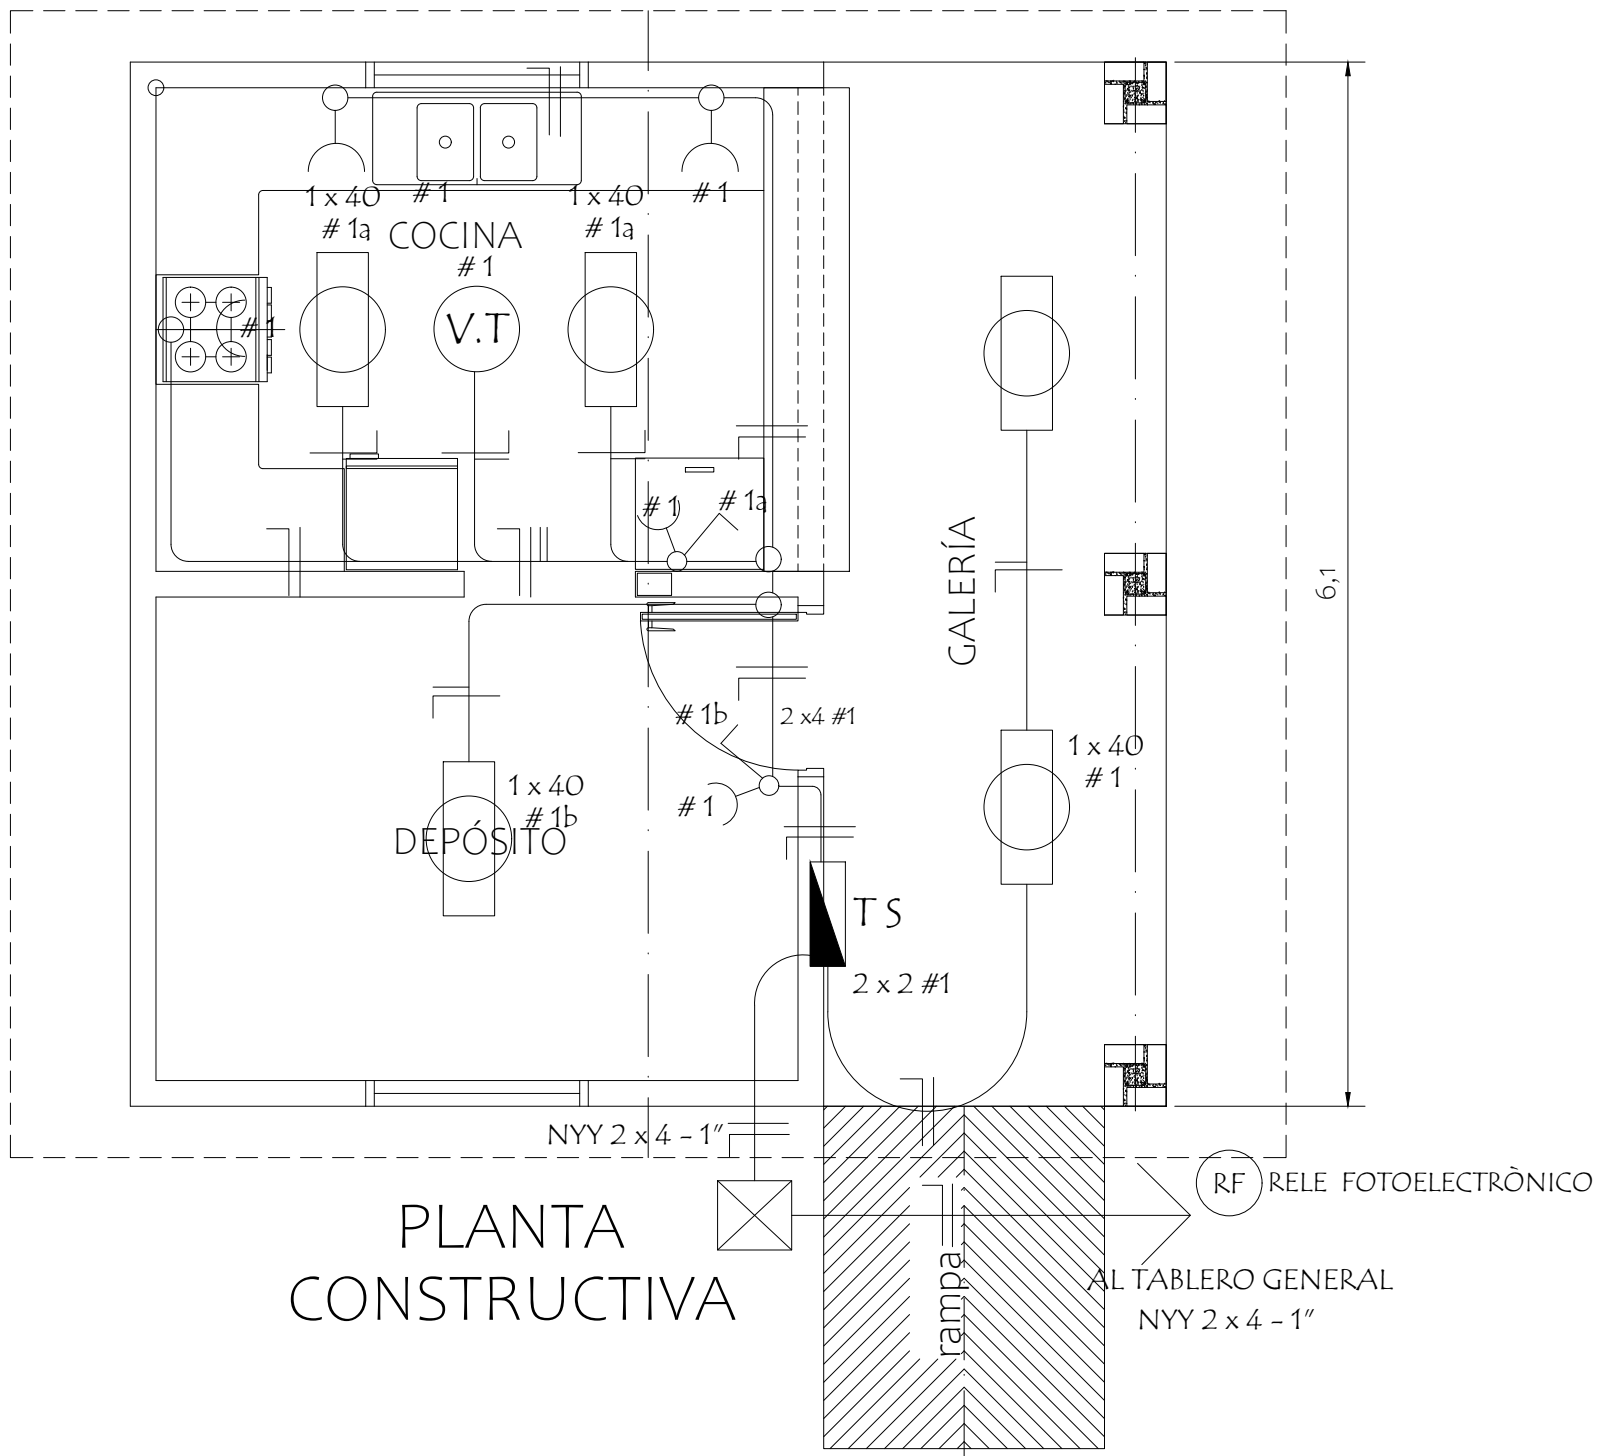 1 x 40
# 1a
# 1
1 x 40
# 1a
# 1
COCINA
# 1
V.T
# 1
# 1
# 1a
GALERÍA
6,1
# 1b
2 x4 #1
1 x 40
# 1
1 x 40
# 1b
DEPÓSITO
# 1
T S
2 x 2 #1
NYY 2 x 4 - 1"
RF
RELE FOTOELECTRÒNICO
PLANTA
CONSTRUCTIVA
rampa
AL TABLERO GENERAL
NYY 2 x 4 - 1"